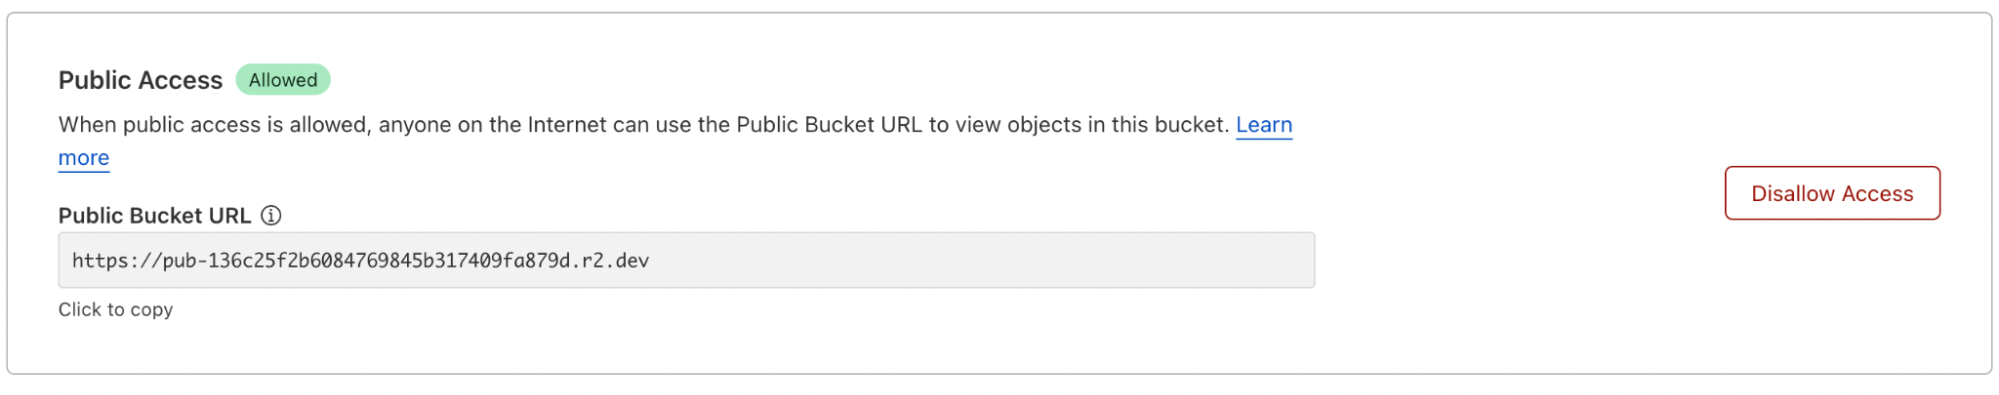 Public Access Allowed
When public access is allowed, anyone on the Internet can use the Public Bucket URL to view objects in this bucket. Learn
more
Disallow Access
Public Bucket URL
https://pub-136c25f2b6084769845b317409fa879d.r2.dev
Click to copy